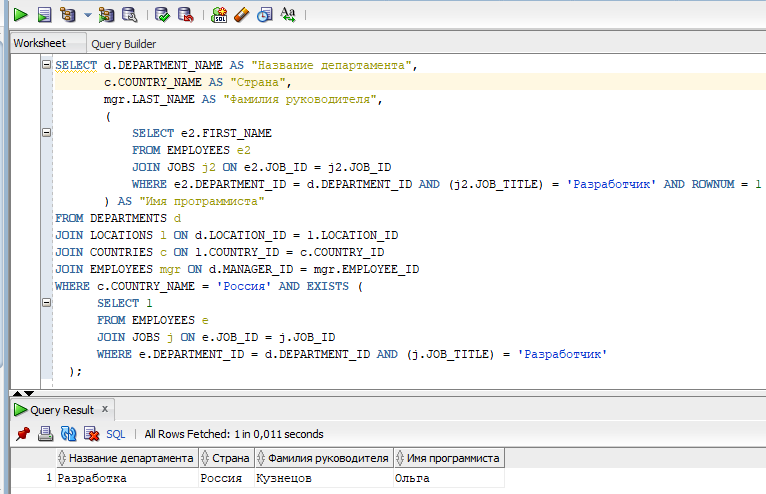 Worksheet Query Builder
SELECT d.DEPARTMENT_NAME AS "Название департамента",
c.COUNTRY_NAME AS "Страна",
mgr.LAST_NAME AS "Фамилия руководителя",
(
SELECT e2.FIRST_NAME
FROM EMPLOYEES e2
JOIN JOBS j2 ON e2.JOB_ID = j2.JOB_ID
WHERE e2.DEPARTMENT_ID = d.DEPARTMENT_ID AND (j2.JOB_TITLE) = 'Разработчик' AND ROWNUM = 1
) AS "Имя программиста"
FROM DEPARTMENTS d
JOIN LOCATIONS l ON d.LOCATION_ID = l.LOCATION_ID
JOIN COUNTRIES c ON l.COUNTRY_ID = c.COUNTRY_ID
JOIN EMPLOYEES mgr ON d.MANAGER_ID = mgr.EMPLOYEE_ID
WHERE c.COUNTRY_NAME = 'Россия' AND EXISTS (
SELECT 1
FROM EMPLOYEES e
JOIN JOBS j ON e.JOB_ID = j.JOB_ID
WHERE e.DEPARTMENT_ID = d.DEPARTMENT_ID AND (j.JOB_TITLE) = 'Разработчик'
);
Query Result x
SQL | All Rows Fetched: 1 in 0,011 seconds
Название департамента Страна Фамилия руководителя Имя программиста
1 Разработка Россия Кузнецов Ольга